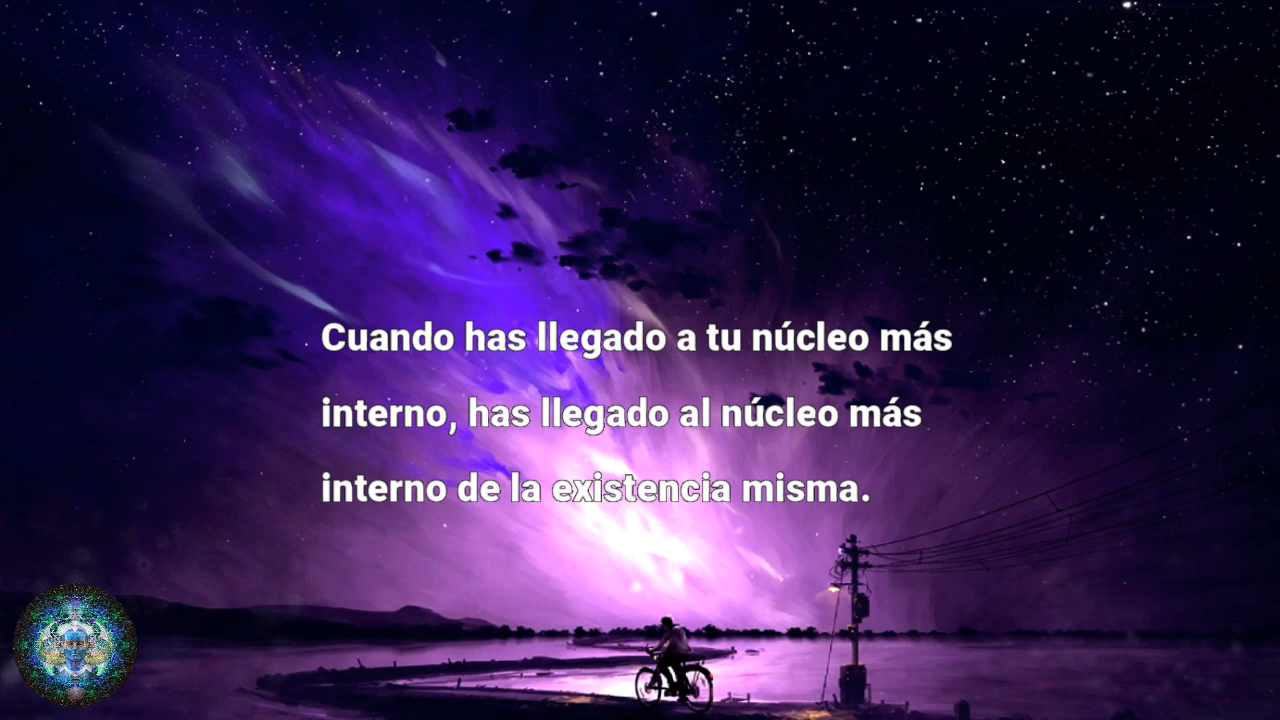 Cuando has llegado a tu núcleo más
interno, has llegado al núcleo más
interno de la existencia misma.